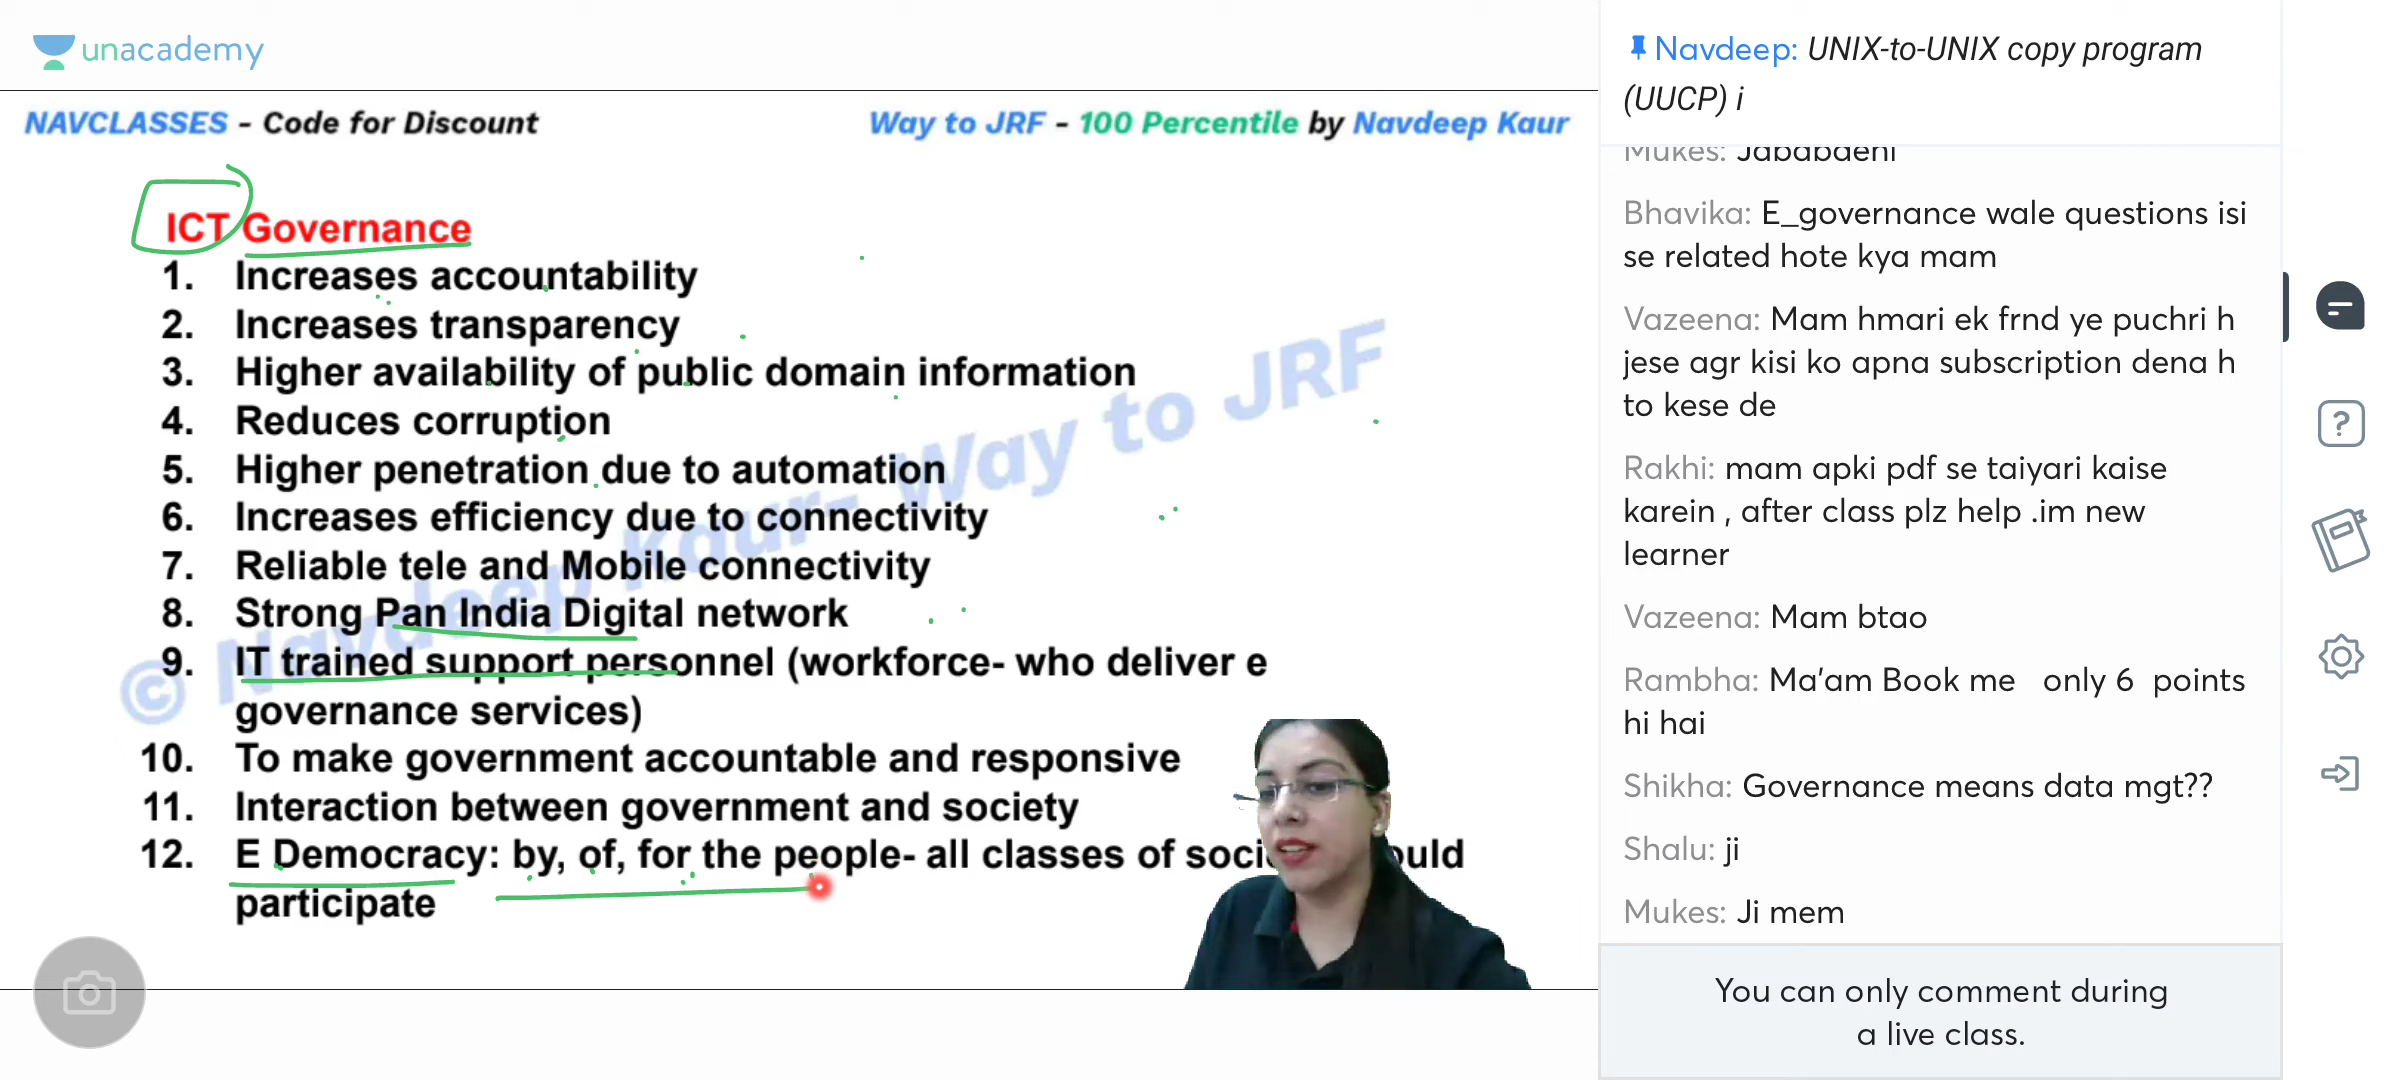 unacademy
NAVCLASSES - Code for Discount
Way to JRF - 100 Percentile by Navdeep Kaur
ICT Governance
1. Increases accountability
2. Increases transparency
3. Higher availability of public domain information
4. Reduces corruption
5. Higher penetration due to automation
6. Increases efficiency due to connectivity
7. Reliable tele and Mobile connectivity
8. Strong Pan India Digital network
9. IT trained support personnel (workforce- who deliver e
governance services)
10. To make government accountable and responsive
11. Interaction between government and society
12. E Democracy: by, of, for the people- all classes of
participate
© Navdeep Kaur- Way to JRF
Navdeep: UNIX-to-UNIX copy program
(UUCP) i
Mukes: Jababdehi
Bhavika: E_governance wale questions isi
se related hote kya mam
Vazeena: Mam hmari ek frnd ye puchri h
jese agr kisi ko apna subscription dena h
to kese de
Rakhi: mam apki pdf se taiyari kaise
karein , after class plz help .im new
learner
Vazeena: Mam btao
Rambha: Ma'am Book me only 6 points
hi hai
Shikha: Governance means data mgt??
Shalu: ji
Mukes: Ji mem
You can only comment during
a live class.